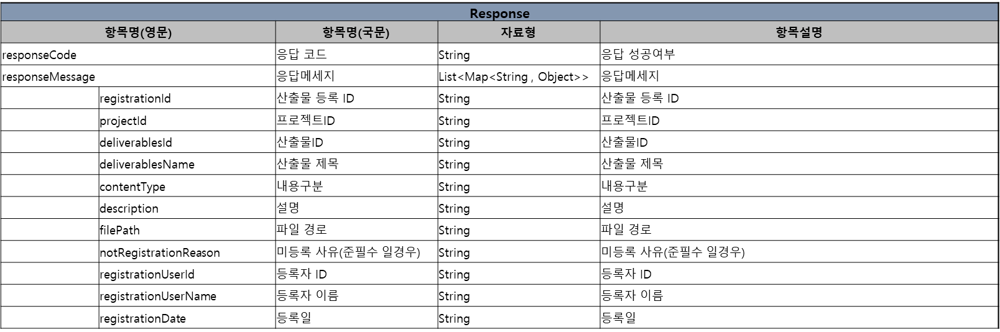 Response
항목명(영문) 항목명(국문) 자료형 항목설명
responseCode 응답 코드 String 응답 성공여부
responseMessage 응답메세지 List<Map<String , Object>> 응답메세지
registrationId 산출물 등록 ID String 산출물 등록 ID
projectId 프로젝트ID String 프로젝트ID
deliverablesId 산출물ID String 산출물ID
deliverablesName 산출물 제목 String 산출물 제목
contentType 내용구분 String 내용구분
description 설명 String 설명
filePath 파일 경로 String 파일 경로
notRegistrationReason 미등록 사유(준필수 일경우) String 미등록 사유(준필수 일경우)
registrationUserId 등록자 ID String 등록자 ID
registrationUserName 등록자 이름 String 등록자 이름
registrationDate 등록일 String 등록일